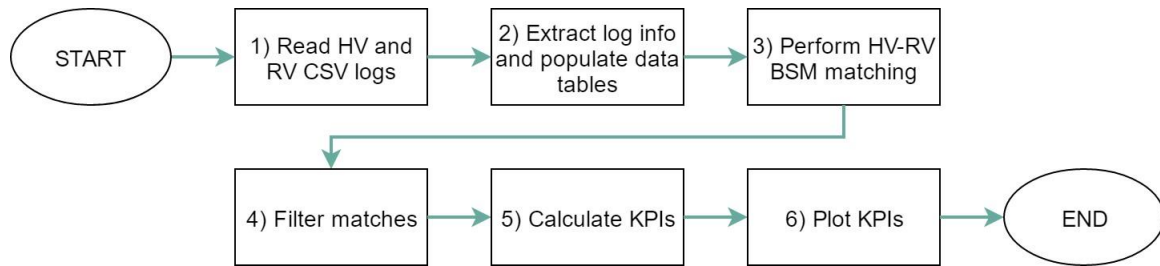 START
1) Read HV and
RV CSV logs
2) Extract log info
and populate data
tables
3) Perform HV-RV
BSM matching
4) Filter matches
5) Calculate KPIs
6) Plot KPIs
END